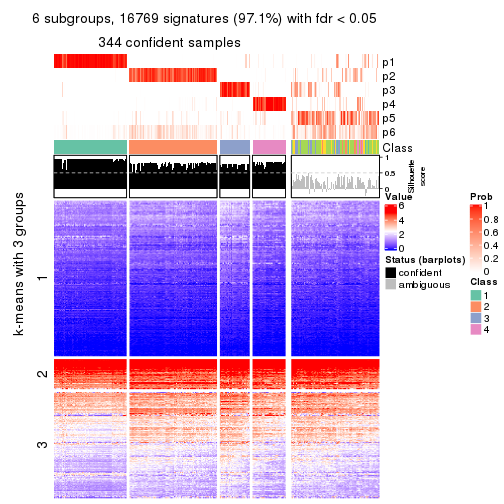 6 subgroups, 16769 signatures (97.1%) with fdr < 0.05
344 confident samples
p1
p2
p3
p4
p5
p6
Class
1
0.5
0
Silhouette
score
k-means with 3 groups
1
2
3
Value
6
4
2
0
Status (barplots)
confident
ambiguous
Prob
1
0.8
0.6
0.4
0.2
0
Class
1
2
3
4